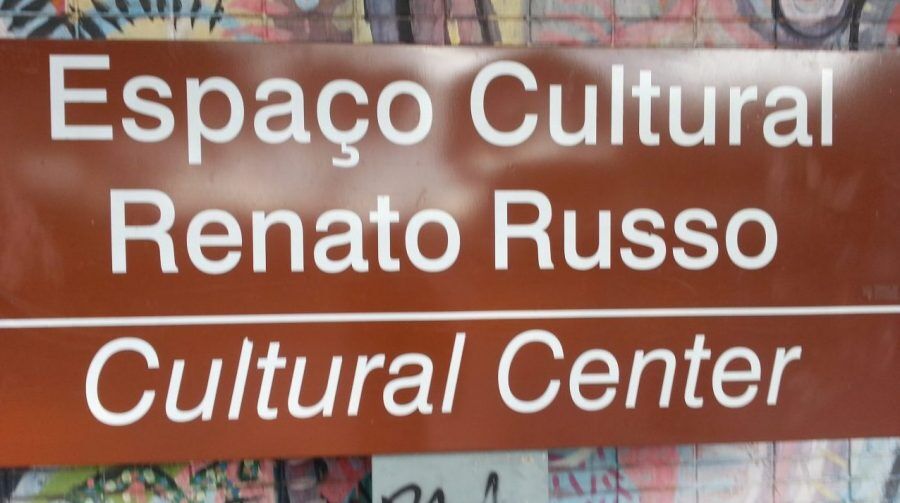 Espaço Cultural
Renato Russo
Cultural Center